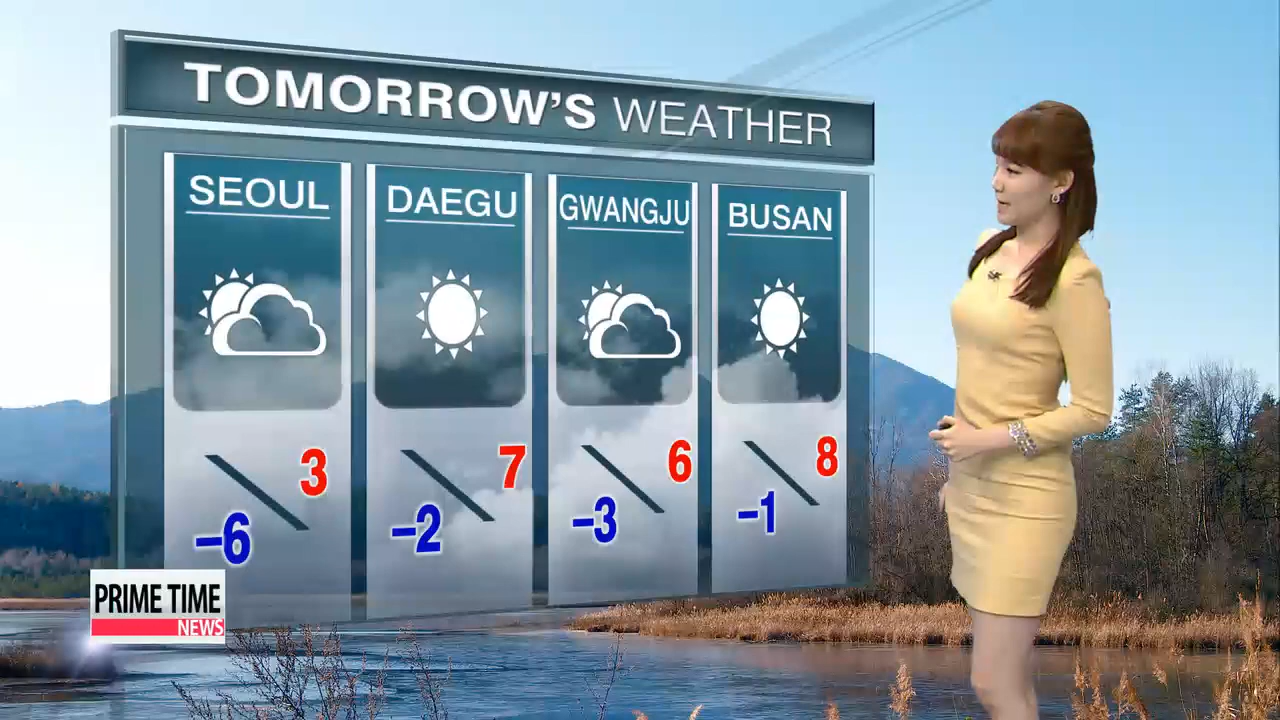 TOMORROW'S WEATHER
SEOUL
DAEGU
GWANGJU
BUSAN
3
-6
7
-2
6
-3
8
-1
PRIME TIME
NEWS